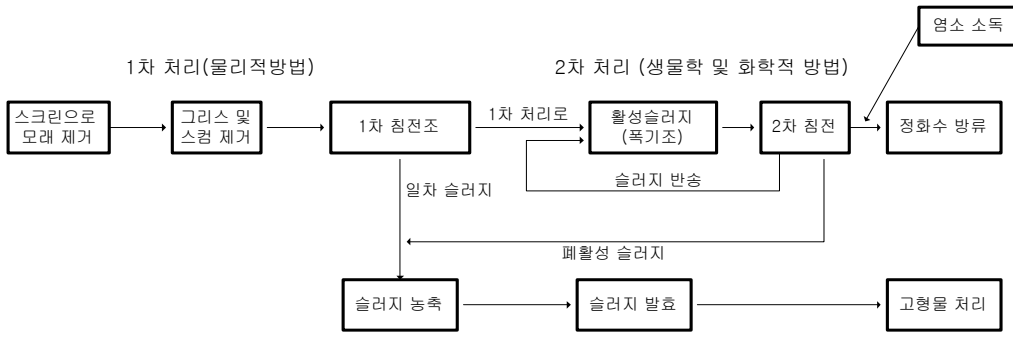 염소 소독
1차 처리(물리적방법)
2차 처리 (생물학 및 화학적 방법)
스크린으로
모래 제거
그리스 및
스컴 제거
1차 침전조
1차 처리로
활성슬러지
(폭기조)
2차 침전
정화수 방류
슬러지 반송
일차 슬러지
폐활성 슬러지
슬러지 농축
슬러지 발효
고형물 처리